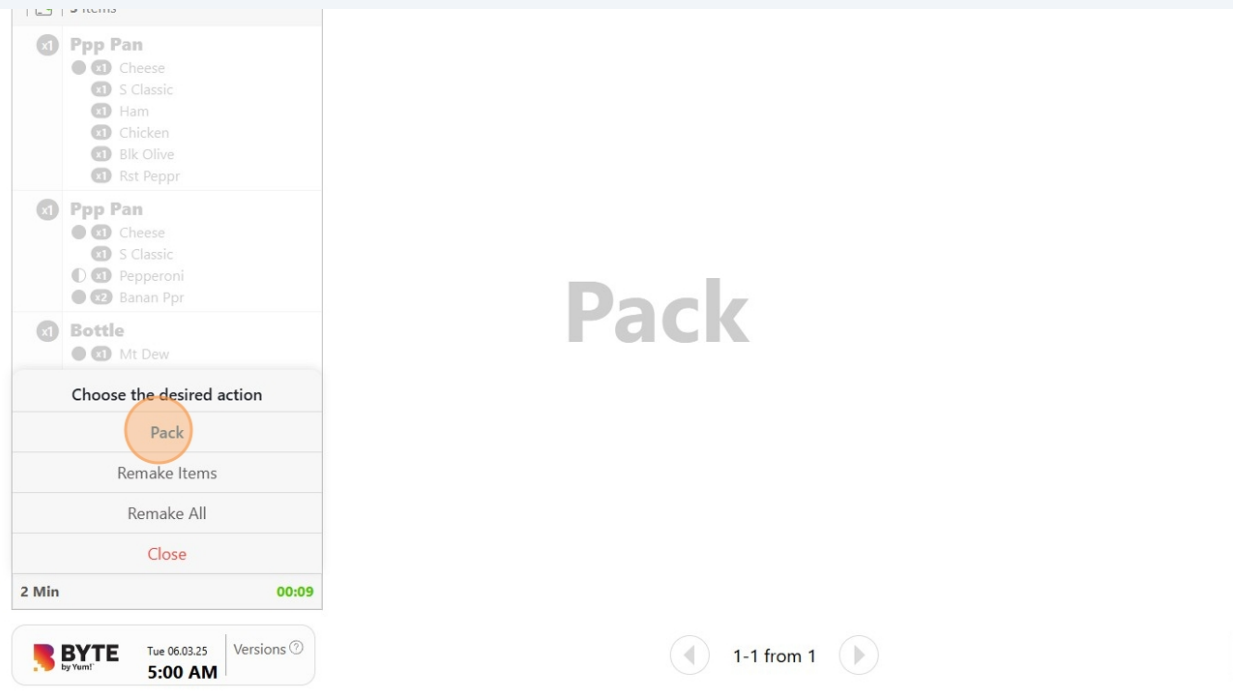 3 Items
x1 Ppp Pan
x1 Cheese
x1 S Classic
x1 Ham
x1 Chicken
x1 Blk Olive
x1 Rst Peppr
x1 Ppp Pan
x1 Cheese
x1 S Classic
x1 Pepperoni
x2 Banan Ppr
x1 Bottle
x1 Mt Dew
Choose the desired action
Pack
Remake Items
Remake All
Close
2 Min 00:09
BYTE
by Yum!
Tue 06.03.25
5:00 AM
Versions ?
Pack
1-1 from 1